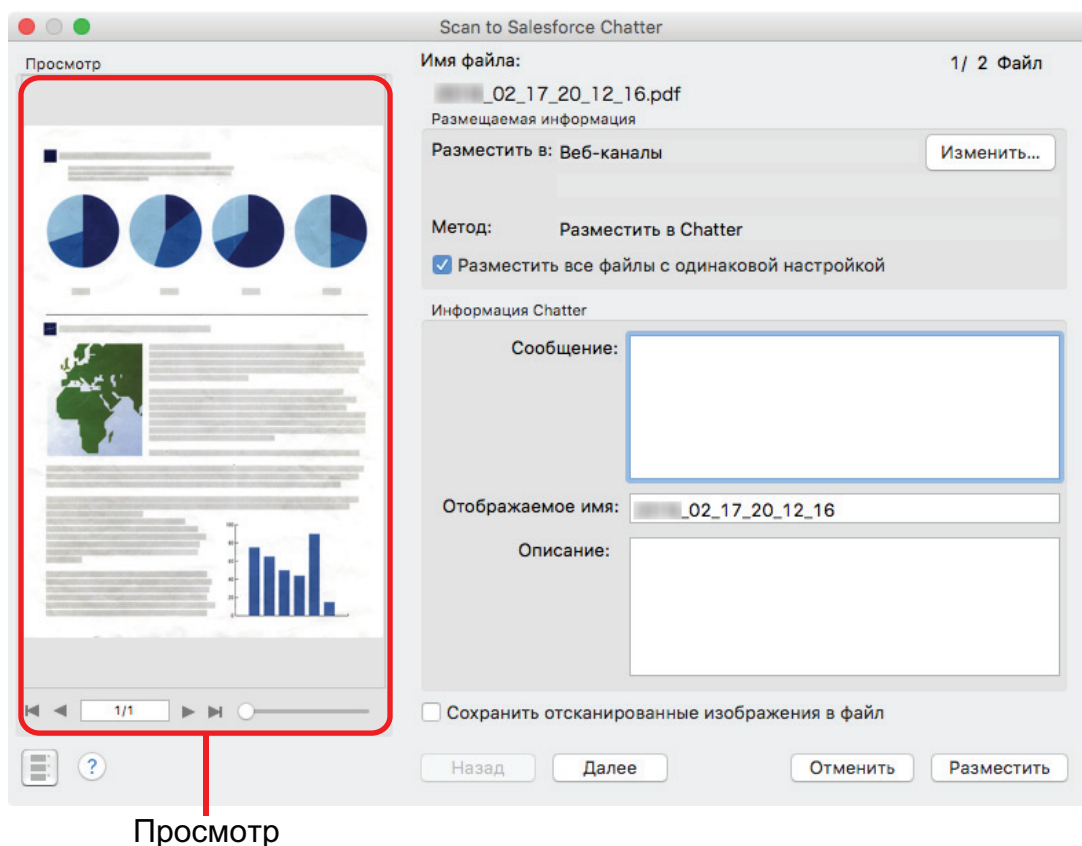 Scan to Salesforce Chatter
Просмотр
1/1
Имя файла:
1/ 2 Файл
_02_17_20_12_16.pdf
Размещаемая информация
Разместить в: Веб-каналы
Изменить...
Метод: Разместить в Chatter
Разместить все файлы с одинаковой настройкой
Информация Chatter
Сообщение:
Отображаемое имя: _02_17_20_12_16
Описание:
Сохранить отсканированные изображения в файл
?
Назад
Далее
Отменить
Разместить
Просмотр